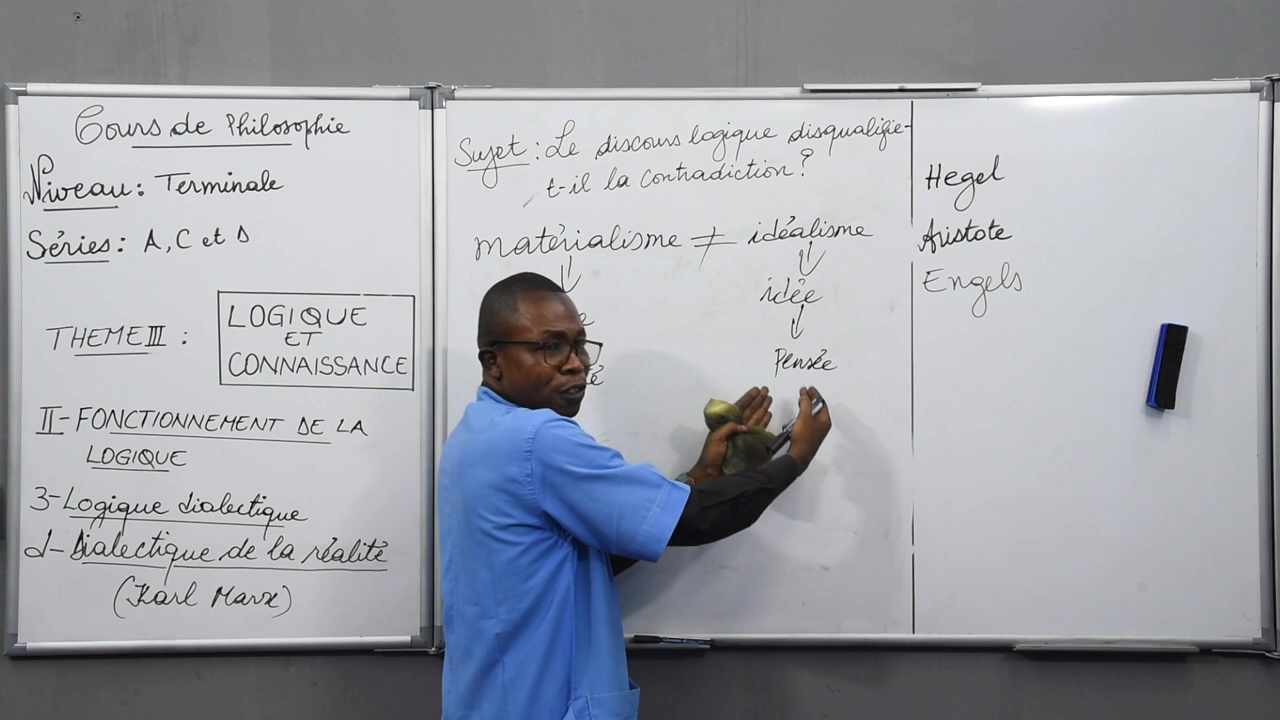 Cours de Philosophie
Niveau: Terminale
Séries: A, C et D
THEME III :
LOGIQUE
ET
CONNAISSANCE
II- FONCTIONNEMENT DE LA
LOGIQUE
3- Logique dialectique
d- Dialectique de la réalité
(Karl Marx)
Sujet : Le discours logique disqualifie-
t-il la contradiction ?
matérialisme ≠ idéalisme
idée
Pensée
Hegel
Aristote
Engels